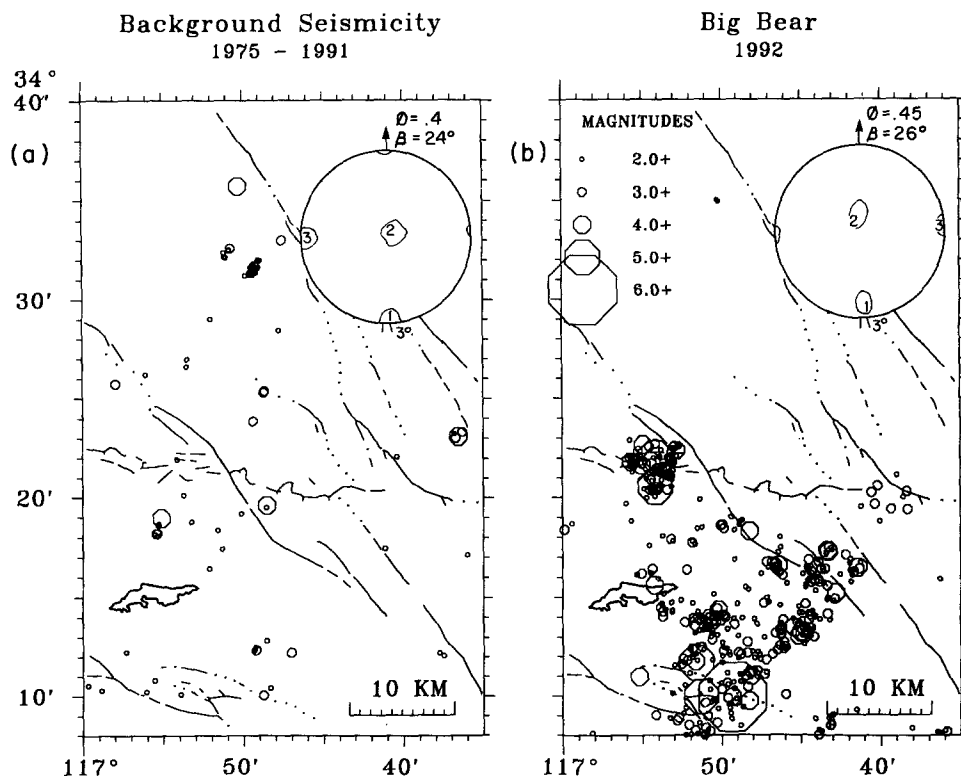 Background Seismicity
1975 - 1991
Big Bear
1992
34°
40'
30'
20'
10'
(a)
Ø= .4
β=24°
3
2
1
3°
10 KM
117°
50'
40'
(b)
MAGNITUDES
2.0+
3.0+
4.0+
5.0+
6.0+
Ø=.45
β=26°
2
3
1
3°
10 KM
117°
50'
40'